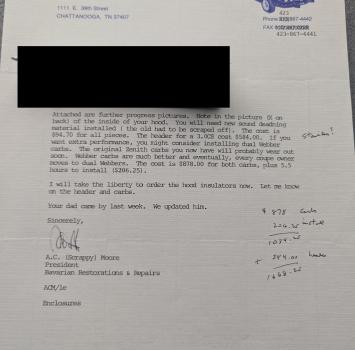 1111 E. 39th Street
CHATTANOOGA, TN 37407
423
Phone 867-4442
FAX
423-867-4441
Attached are further progress pictures. Note in the picture (X on
back) of the inside of your hood. You will need new sound deadning
material installed ( the old had to be scraped off). The cost is
$94.70 for all pieces. The header for a 3.0CS cost $584.00. if you
want extra performance, you might consider installing dual Webber
carbs. The original Zenith carbs you now have will probably wear out
soon. Webber carbs are much better and eventually, every coupe owner
moves to dual Webbers. The cost is $878.00 for both carbs, plus 5.5
hours to install ($206.25).
I will take the liberty to order the hood insulators now. Let me know
on the header and carbs.
Your dad came by last week. We updated him.
Sincerely,
A.C. (Scrappy) Moore
President
Bavarian Restorations & Repairs
ACM/le
Enclosures
$ 878 carbs
206.25 install
1084.25
+ 584.00 header
1668.25